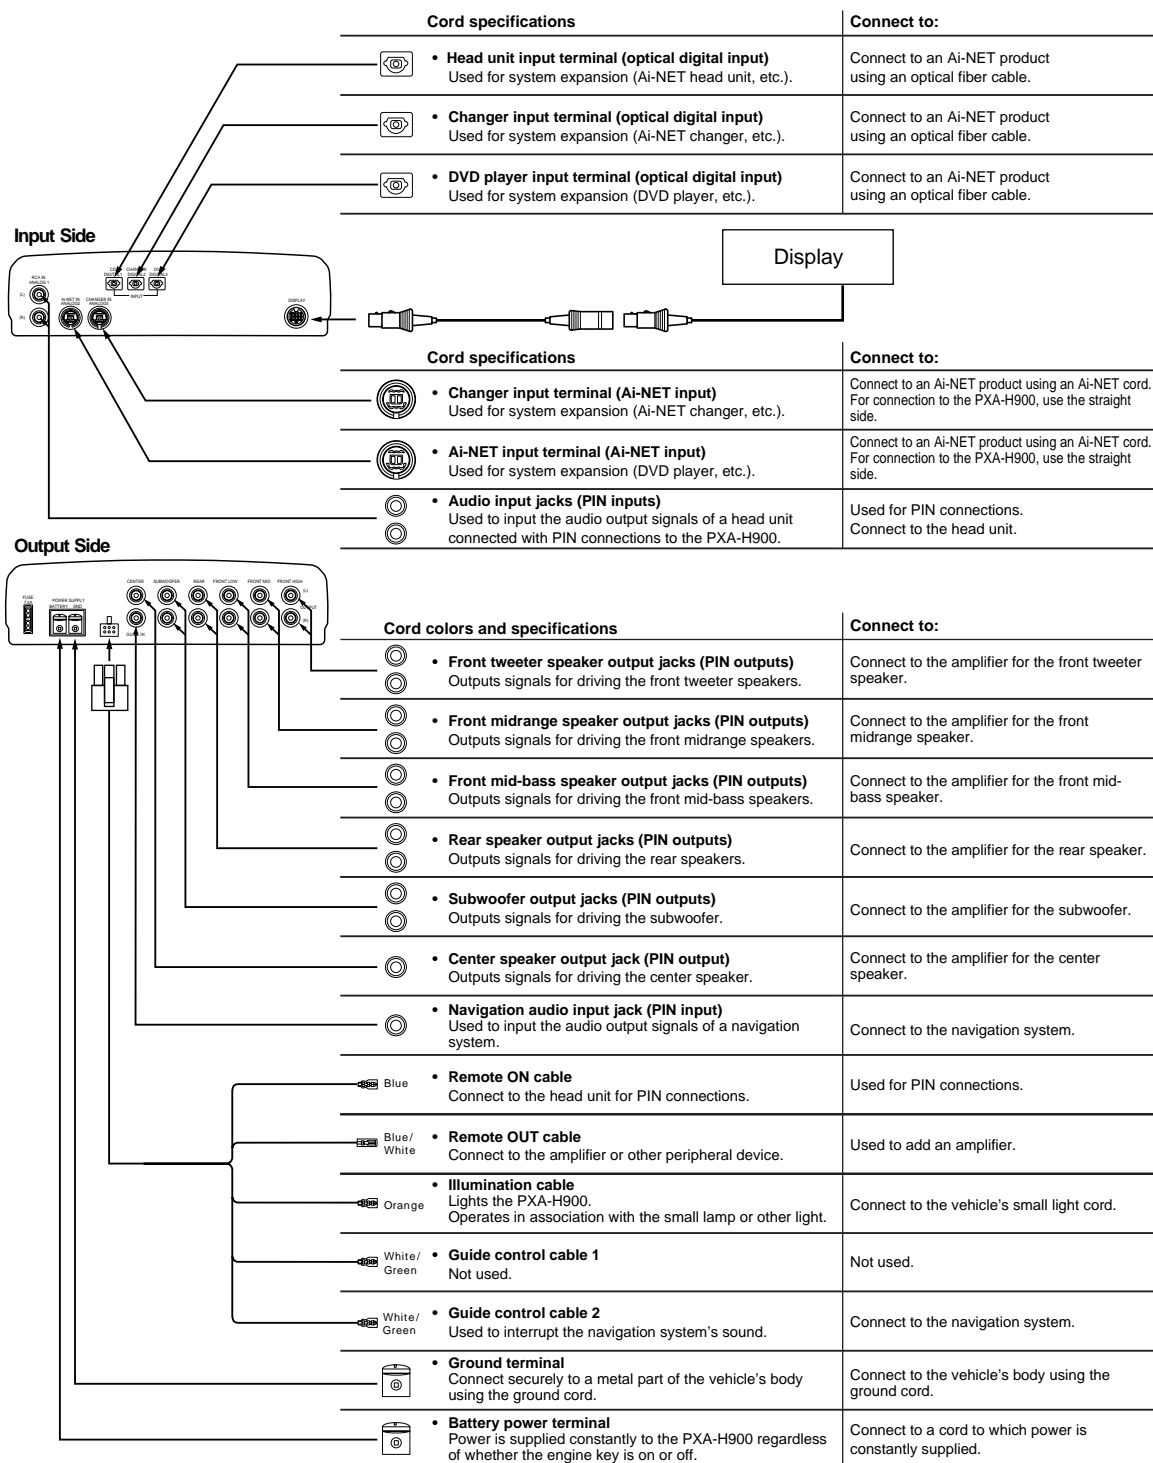 Cord specifications Connect to:
• Head unit input terminal (optical digital input)
Used for system expansion (Ai-NET head unit, etc.).
Connect to an Ai-NET product
using an optical fiber cable.
• Changer input terminal (optical digital input)
Used for system expansion (Ai-NET changer, etc.).
Connect to an Ai-NET product
using an optical fiber cable.
• DVD player input terminal (optical digital input)
Used for system expansion (DVD player, etc.).
Connect to an Ai-NET product
using an optical fiber cable.
Input Side
RCA IN
ANALOG 1
(L)
(R)
Ai-NET IN
ANALOG2
CHANGER IN
ANALOG3
INPUT
DISPLAY
Display
Cord specifications Connect to:
• Changer input terminal (Ai-NET input)
Used for system expansion (Ai-NET changer, etc.).
Connect to an Ai-NET product using an Ai-NET cord.
For connection to the PXA-H900, use the straight
side.
• Ai-NET input terminal (Ai-NET input)
Used for system expansion (DVD player, etc.).
Connect to an Ai-NET product using an Ai-NET cord.
For connection to the PXA-H900, use the straight
side.
• Audio input jacks (PIN inputs)
Used to input the audio output signals of a head unit
connected with PIN connections to the PXA-H900.
Used for PIN connections.
Connect to the head unit.
Output Side
FUSE
POWER SUPPLY
BATTERY GND
CENTER SUBWOOFER REAR FRONT LOW FRONT MID FRONT HIGH
(L)
(R)
Cord colors and specifications Connect to:
• Front tweeter speaker output jacks (PIN outputs)
Outputs signals for driving the front tweeter speakers.
Connect to the amplifier for the front tweeter
speaker.
• Front midrange speaker output jacks (PIN outputs)
Outputs signals for driving the front midrange speakers.
Connect to the amplifier for the front
midrange speaker.
• Front mid-bass speaker output jacks (PIN outputs)
Outputs signals for driving the front mid-bass speakers.
Connect to the amplifier for the front mid-
bass speaker.
• Rear speaker output jacks (PIN outputs)
Outputs signals for driving the rear speakers.
Connect to the amplifier for the rear speaker.
• Subwoofer output jacks (PIN outputs)
Outputs signals for driving the subwoofer.
Connect to the amplifier for the subwoofer.
• Center speaker output jack (PIN output)
Outputs signals for driving the center speaker.
Connect to the amplifier for the center
speaker.
• Navigation audio input jack (PIN input)
Used to input the audio output signals of a navigation
system.
Connect to the navigation system.
Blue
• Remote ON cable
Connect to the head unit for PIN connections.
Used for PIN connections.
Blue/
White
• Remote OUT cable
Connect to the amplifier or other peripheral device.
Used to add an amplifier.
Orange
• Illumination cable
Lights the PXA-H900.
Operates in association with the small lamp or other light.
Connect to the vehicle's small light cord.
White/
Green
• Guide control cable 1
Not used.
Not used.
White/
Green
• Guide control cable 2
Used to interrupt the navigation system's sound.
Connect to the navigation system.
• Ground terminal
Connect securely to a metal part of the vehicle's body
using the ground cord.
Connect to the vehicle's body using the
ground cord.
• Battery power terminal
Power is supplied constantly to the PXA-H900 regardless
of whether the engine key is on or off.
Connect to a cord to which power is
constantly supplied.